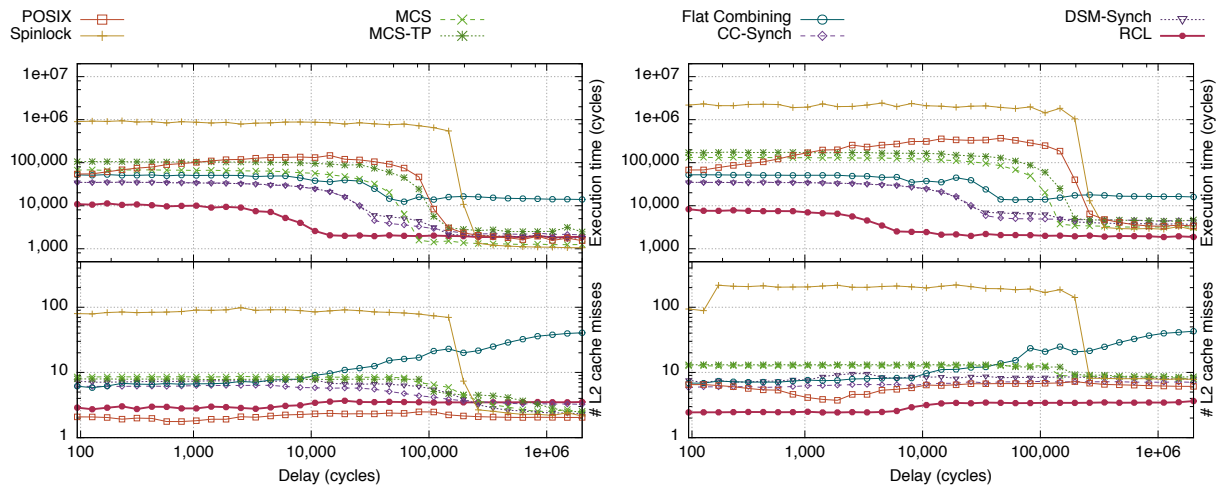 POSIX
Spinlock
MCS
MCS-TP
Flat Combining
CC-Synch
DSM-Synch
RCL
1e+07
1e+06
100,000
10,000
1,000
Execution time (cycles)
100
10
1
# L2 cache misses
100 1,000 10,000 100,000 1e+06
Delay (cycles)
1e+07
1e+06
100,000
10,000
1,000
Execution time (cycles)
100
10
1
# L2 cache misses
100 1,000 10,000 100,000 1e+06
Delay (cycles)